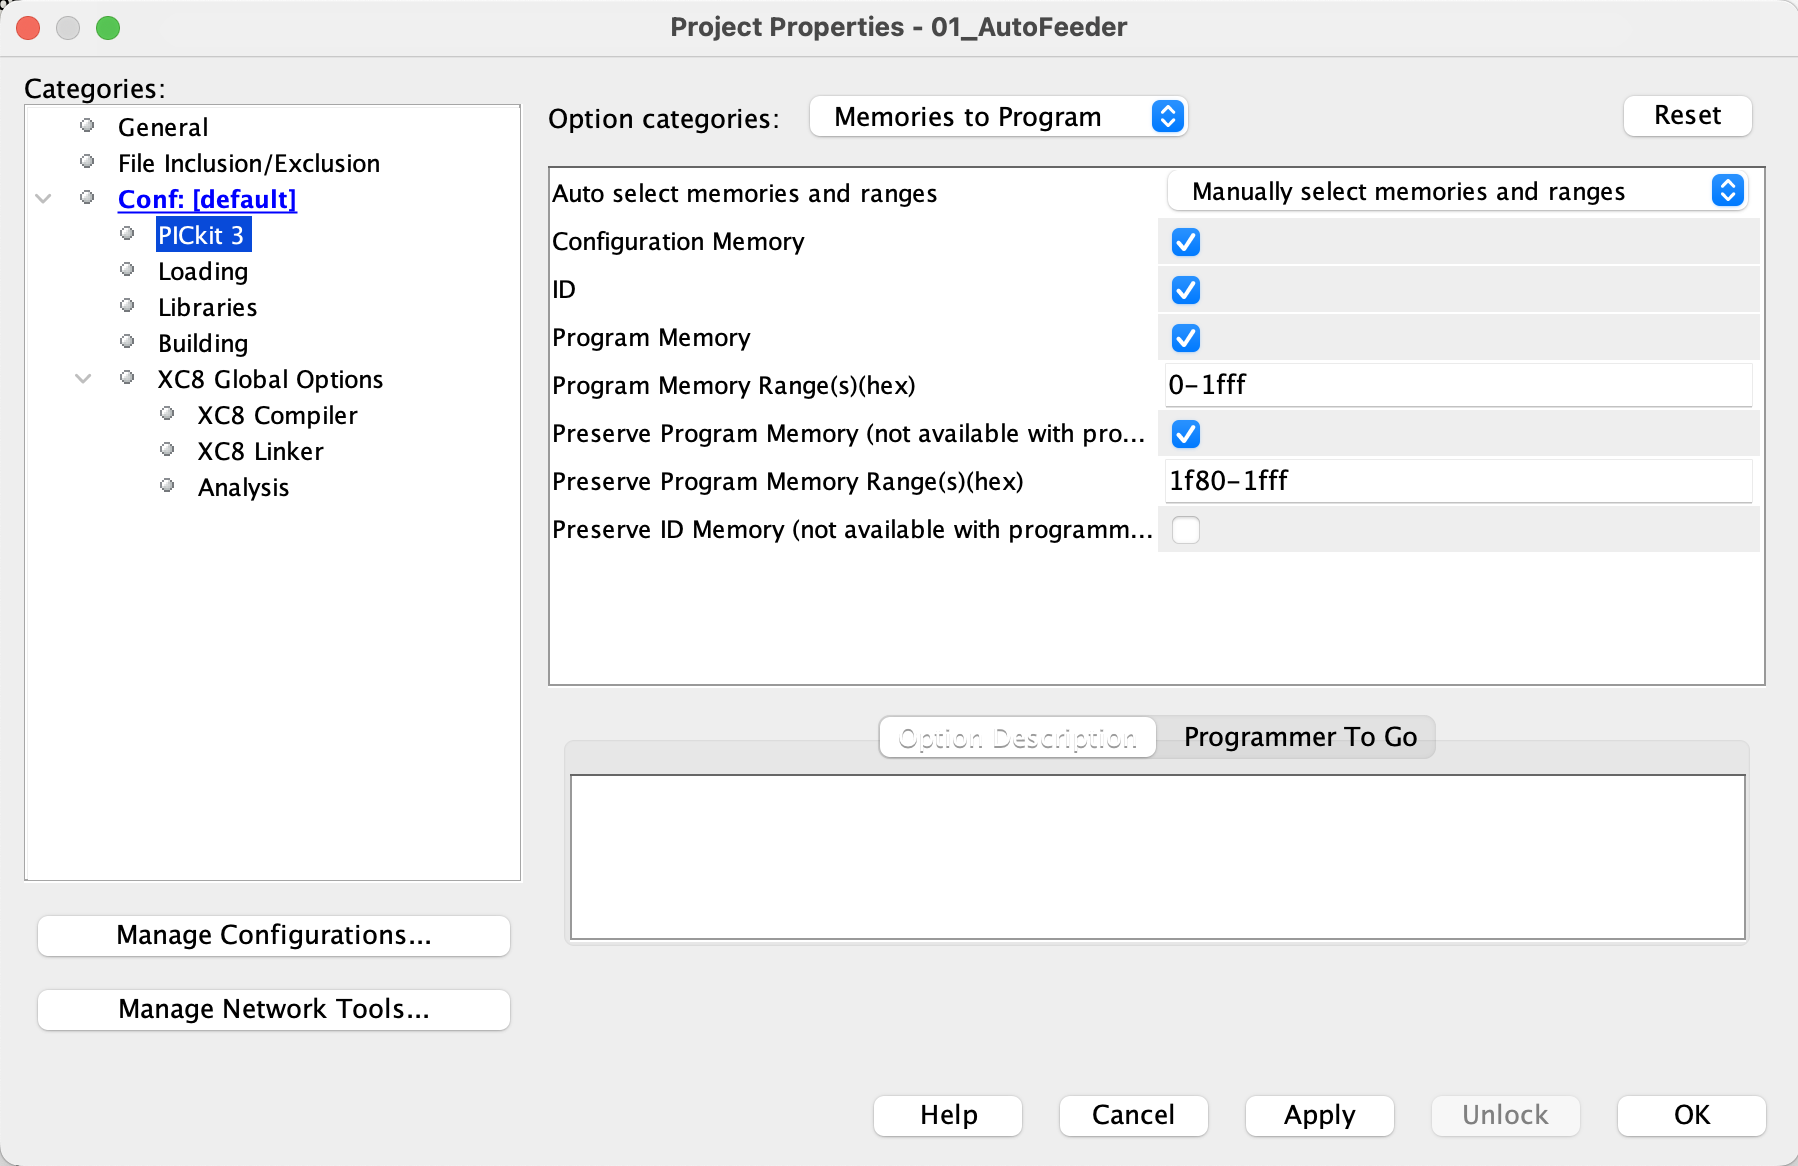 Project Properties - 01_AutoFeeder
Categories:
General
File Inclusion/Exclusion
Conf: [default]
PICkit 3
Loading
Libraries
Building
XC8 Global Options
XC8 Compiler
XC8 Linker
Analysis
Manage Configurations...
Manage Network Tools...
Option categories: Memories to Program Reset
Auto select memories and ranges Manually select memories and ranges
Configuration Memory
ID
Program Memory
Program Memory Range(s)(hex) 0-1fff
Preserve Program Memory (not available with pro...
Preserve Program Memory Range(s)(hex) 1f80-1fff
Preserve ID Memory (not available with programm...
Option Description Programmer To Go
Help Cancel Apply Unlock OK